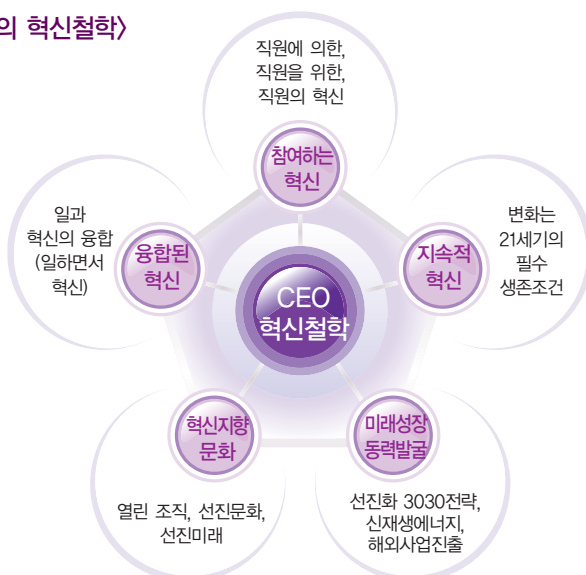 의 혁신철학〉
직원에 의한,
직원을 위한,
직원의 혁신
참여하는
혁신
일과
혁신의 융합
(일하면서
혁신)
융합된
혁신
지속적
혁신
변화는
21세기의
필수
생존조건
CEO
혁신철학
혁신지향
문화
미래성장
동력발굴
열린 조직, 선진문화,
선진미래
선진화 3030전략,
신재생에너지,
해외사업진출